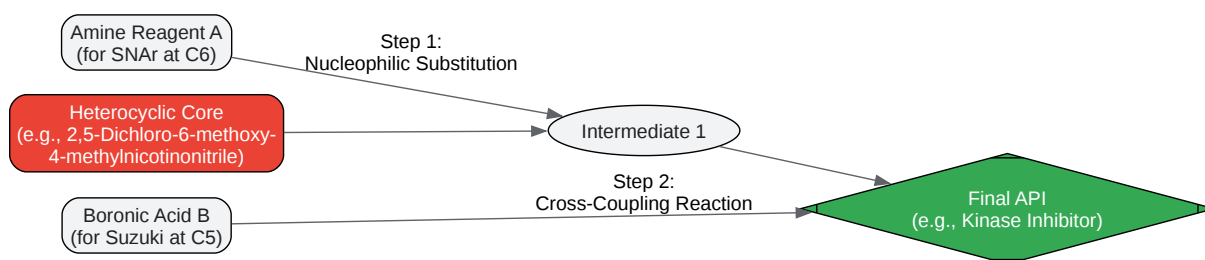 Amine Reagent A
(for SNAr at C6)
Step 1:
Nucleophilic Substitution
Heterocyclic Core
(e.g., 2,5-Dichloro-6-methoxy-
4-methylnicotinonitrile)
Intermediate 1
Step 2:
Cross-Coupling Reaction
Boronic Acid B
(for Suzuki at C5)
Final API
(e.g., Kinase Inhibitor)